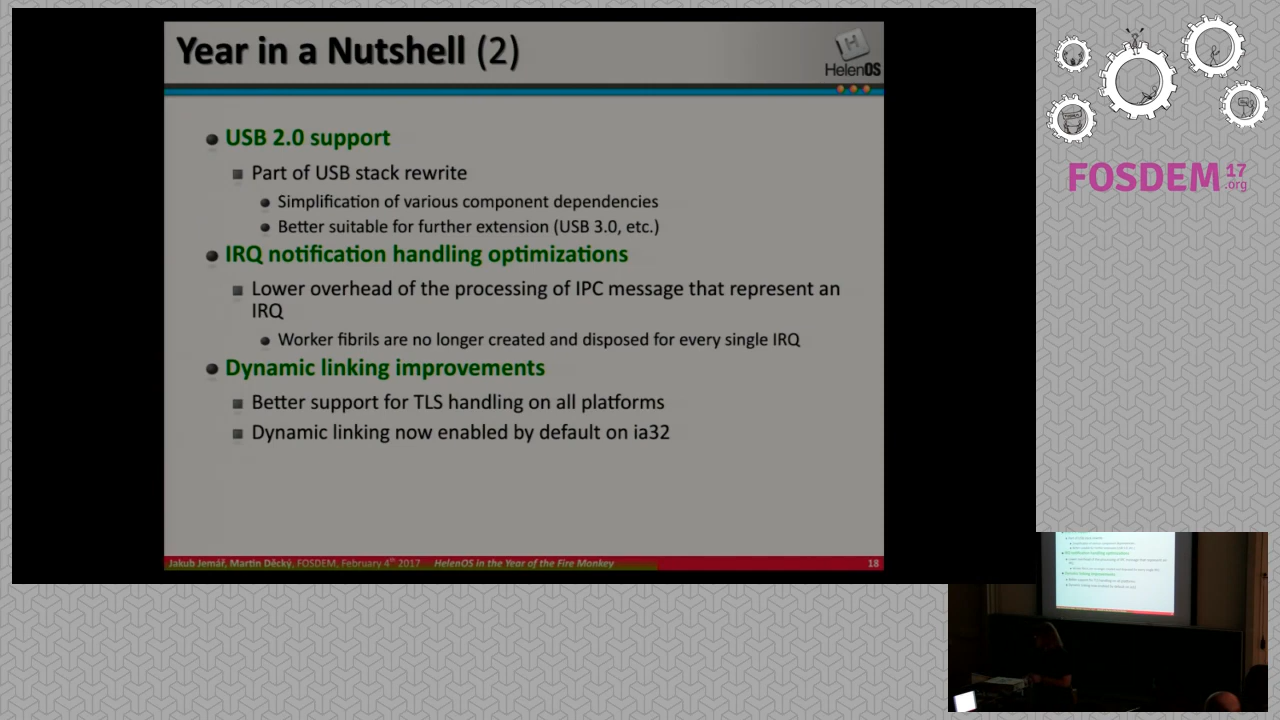 Year in a Nutshell (2)
HelenOS
USB 2.0 support
Part of USB stack rewrite
Simplification of various component dependencies
Better suitable for further extension (USB 3.0, etc.)
IRQ notification handling optimizations
Lower overhead of the processing of IPC message that represent an
IRQ
Worker fibrils are no longer created and disposed for every single IRQ
Dynamic linking improvements
Better support for TLS handling on all platforms
Dynamic linking now enabled by default on ia32
Jakub Jemář, Martin Děcký, FOSDEM, February 4th 2017 HelenOS in the Year of the Fire Monkey 18
FOSDEM 17
.org